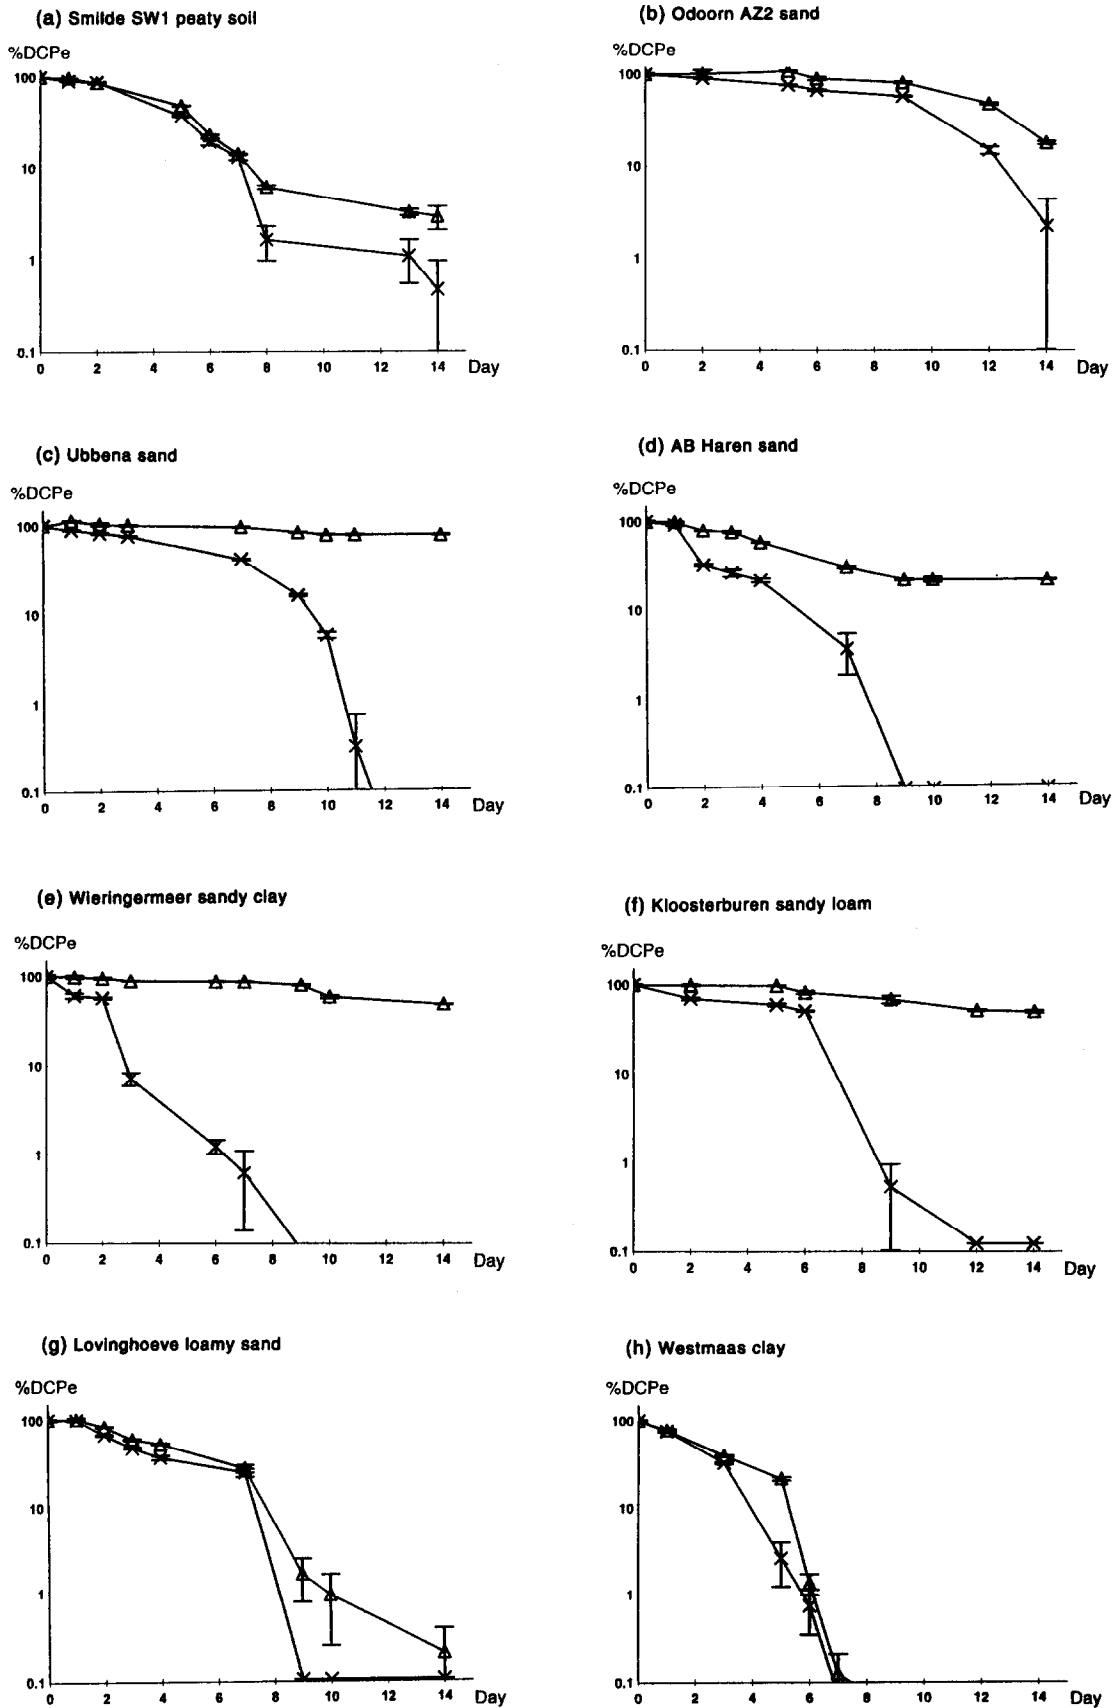 (a) Smilde SW1 peaty soil
%DCPe
100
10
1
0.1
0 2 4 6 8 10 12 14 Day
(b) Odoorn AZ2 sand
%DCPe
100
10
1
0.1
0 2 4 6 8 10 12 14 Day
(c) Ubbena sand
%DCPe
100
10
1
0.1
0 2 4 6 8 10 12 14 Day
(d) AB Haren sand
%DCPe
100
10
1
0.1
0 2 4 6 8 10 12 14 Day
(e) Wieringermeer sandy clay
%DCPe
100
10
1
0.1
0 2 4 6 8 10 12 14 Day
(f) Kloosterburen sandy loam
%DCPe
100
10
1
0.1
0 2 4 6 8 10 12 14 Day
(g) Lovinghoeve loamy sand
%DCPe
100
10
1
0.1
0 2 4 6 8 10 12 14 Day
(h) Westmaas clay
%DCPe
100
10
1
0.1
0 2 4 6 8 10 12 14 Day